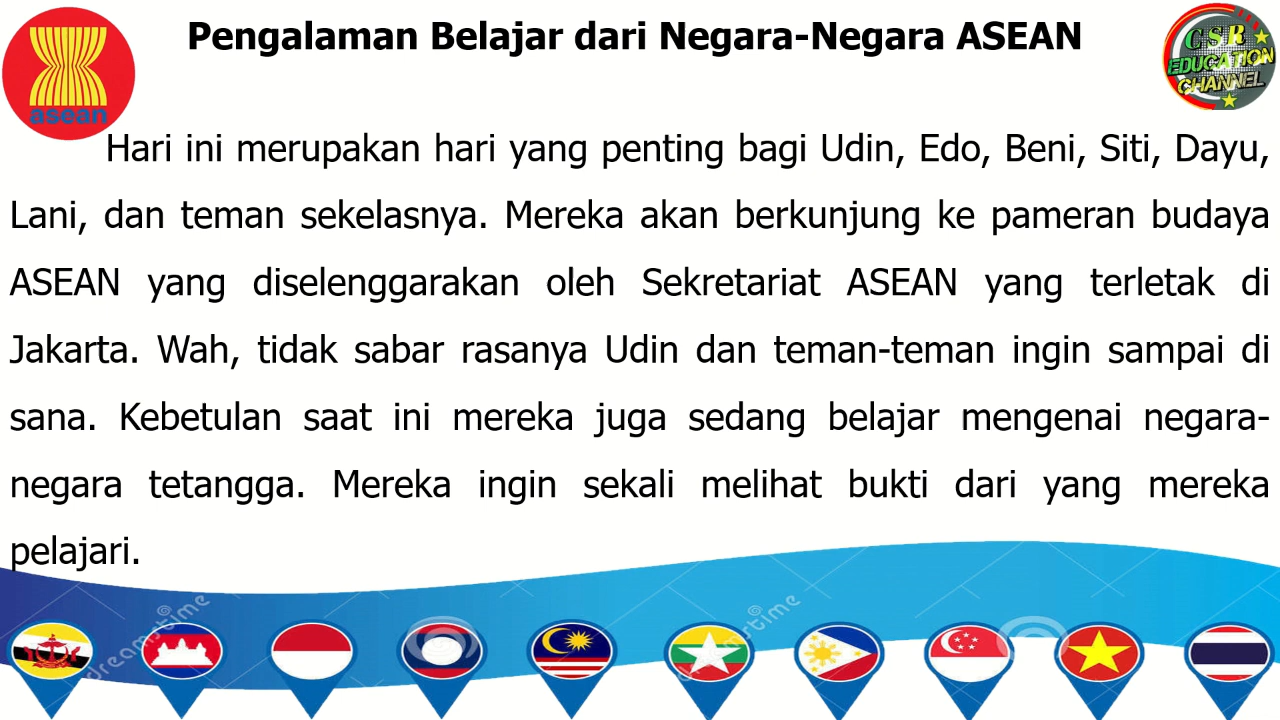 Pengalaman Belajar dari Negara-Negara ASEAN
asean
CSR
EDUCATION
CHANNEL
Hari ini merupakan hari yang penting bagi Udin, Edo, Beni, Siti, Dayu,
Lani, dan teman sekelasnya. Mereka akan berkunjung ke pameran budaya
ASEAN yang diselenggarakan oleh Sekretariat ASEAN yang terletak di
Jakarta. Wah, tidak sabar rasanya Udin dan teman-teman ingin sampai di
sana. Kebetulan saat ini mereka juga sedang belajar mengenai negara-
negara tetangga. Mereka ingin sekali melihat bukti dari yang mereka
pelajari.
dreamstime
dreamstime